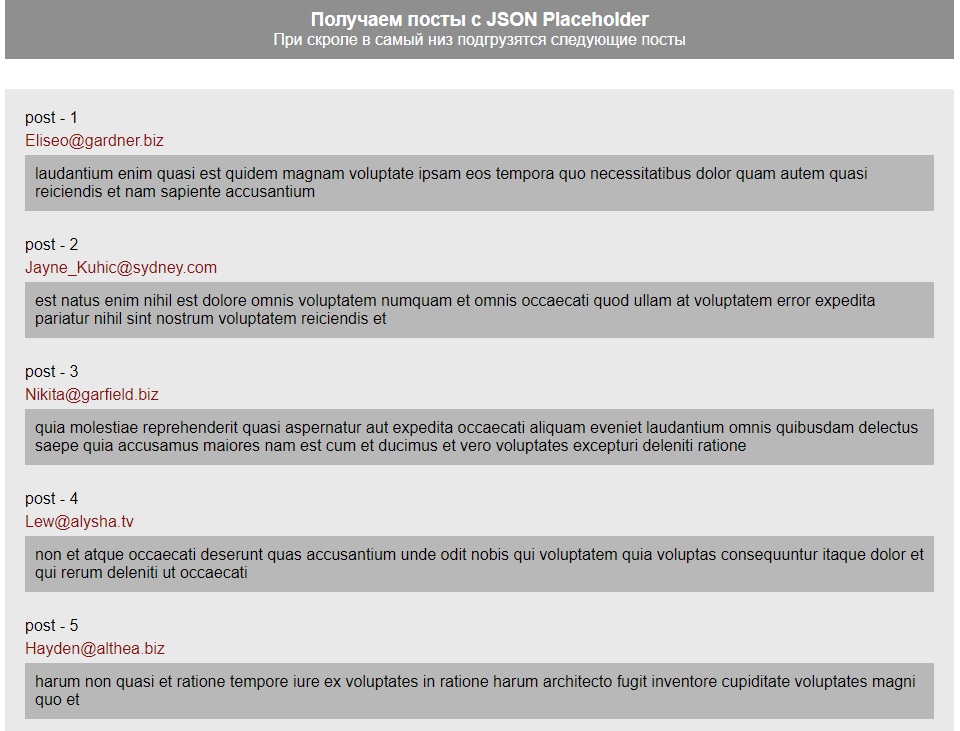 Получаем посты с JSON Placeholder
При скроле в самый низ подгрузятся следующие посты
post - 1
Eliseo@gardner.biz
laudantium enim quasi est quidem magnam voluptate ipsam eos tempora quo necessitatibus dolor quam autem quasi
reiciendis et nam sapiente accusantium
post - 2
Jayne_Kuhic@sydney.com
est natus enim nihil est dolore omnis voluptatem numquam et omnis occaecati quod ullam at voluptatem error expedita
pariatur nihil sint nostrum voluptatem reiciendis et
post - 3
Nikita@garfield.biz
quia molestiae reprehenderit quasi aspernatur aut expedita occaecati aliquam eveniet laudantium omnis quibusdam delectus
saepe quia accusamus maiores nam est cum et ducimus et vero voluptates excepturi deleniti ratione
post - 4
Lew@alysha.tv
non et atque occaecati deserunt quas accusantium unde odit nobis qui voluptatem quia voluptas consequuntur itaque dolor et
qui rerum deleniti ut occaecati
post - 5
Hayden@althea.biz
harum non quasi et ratione tempore iure ex voluptates in ratione harum architecto fugit inventore cupiditate voluptates magni
quo et